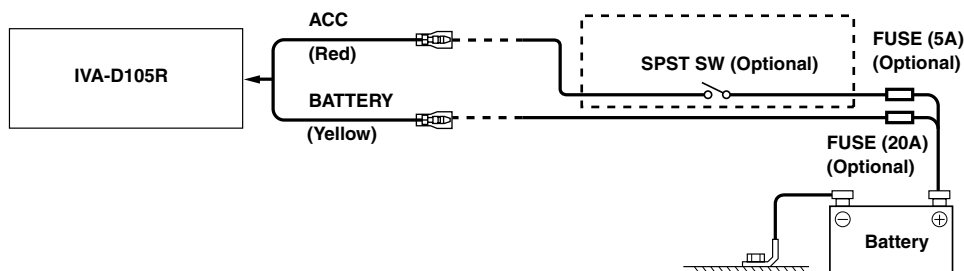 ACC
(Red)
IVA-D105R
BATTERY
(Yellow)
SPST SW (Optional)
FUSE (5A)
(Optional)
FUSE (20A)
(Optional)
Battery